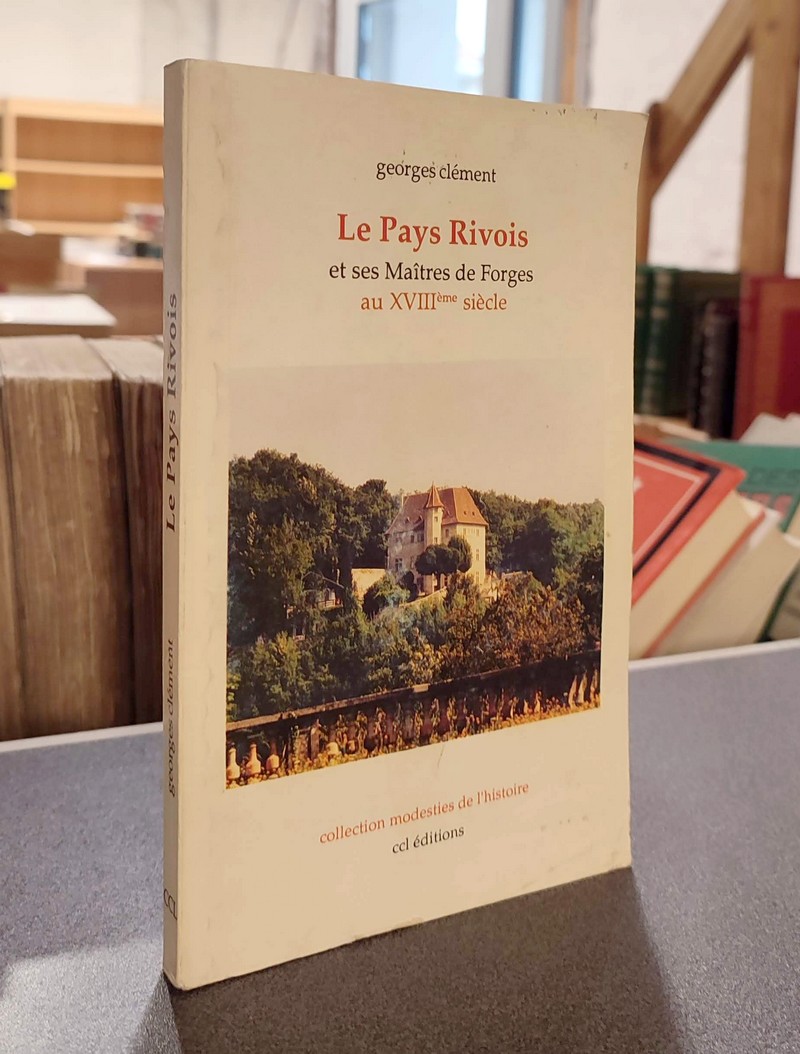 georges clément
Le Pays Rivois
et ses Maîtres de Forges
au XVIIIème siècle
collection modesties de l'histoire
ccl éditions
Le Pays Rivois
georges clément
CCL